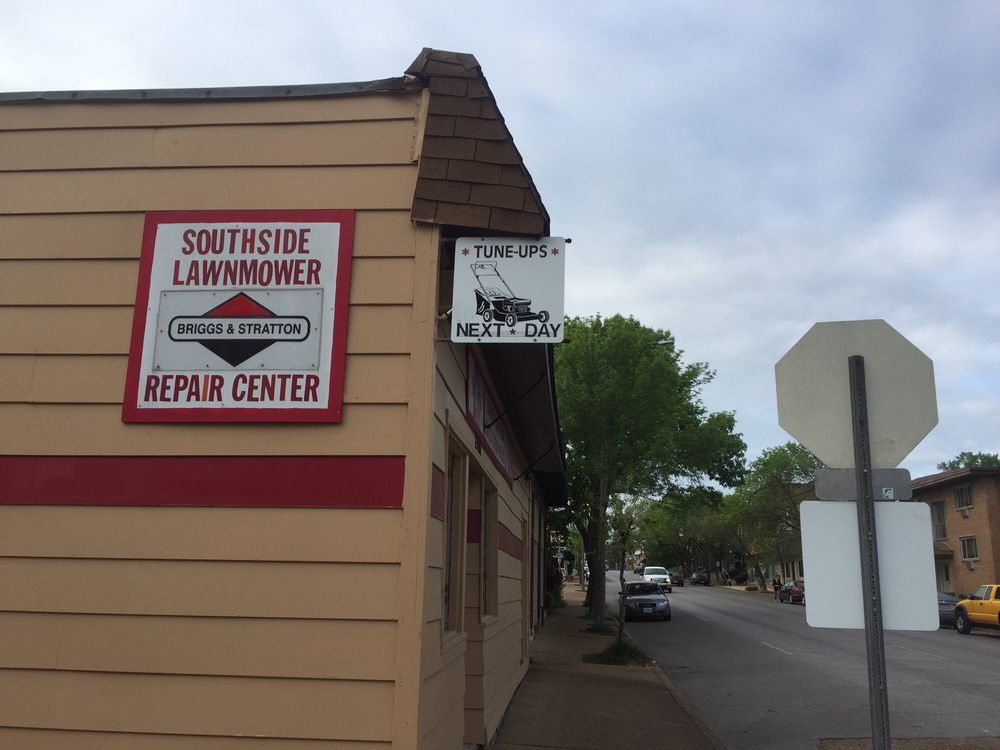 SOUTHSIDE
LAWNMOWER
BRIGGS & STRATTON
REPAIR CENTER
* TUNE-UPS *
NEXT * DAY